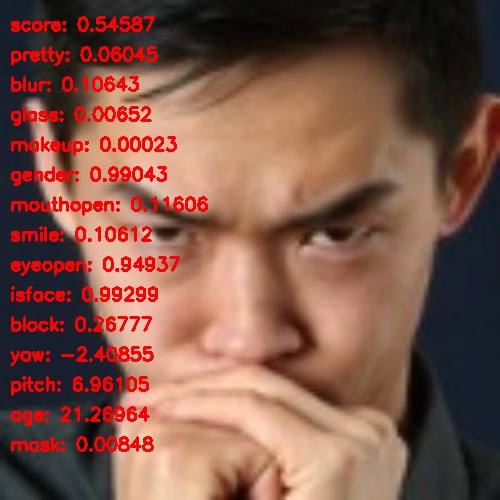 score: 0.54587
pretty: 0.06045
blur: 0.10643
glass: 0.00652
makeup: 0.00023
gender: 0.99043
mouthopen: 0.11606
smile: 0.10612
eyeopen: 0.94937
isface: 0.99299
block: 0.26777
yaw: −2.40855
pitch: 6.96105
age: 21.26964
mask: 0.00848